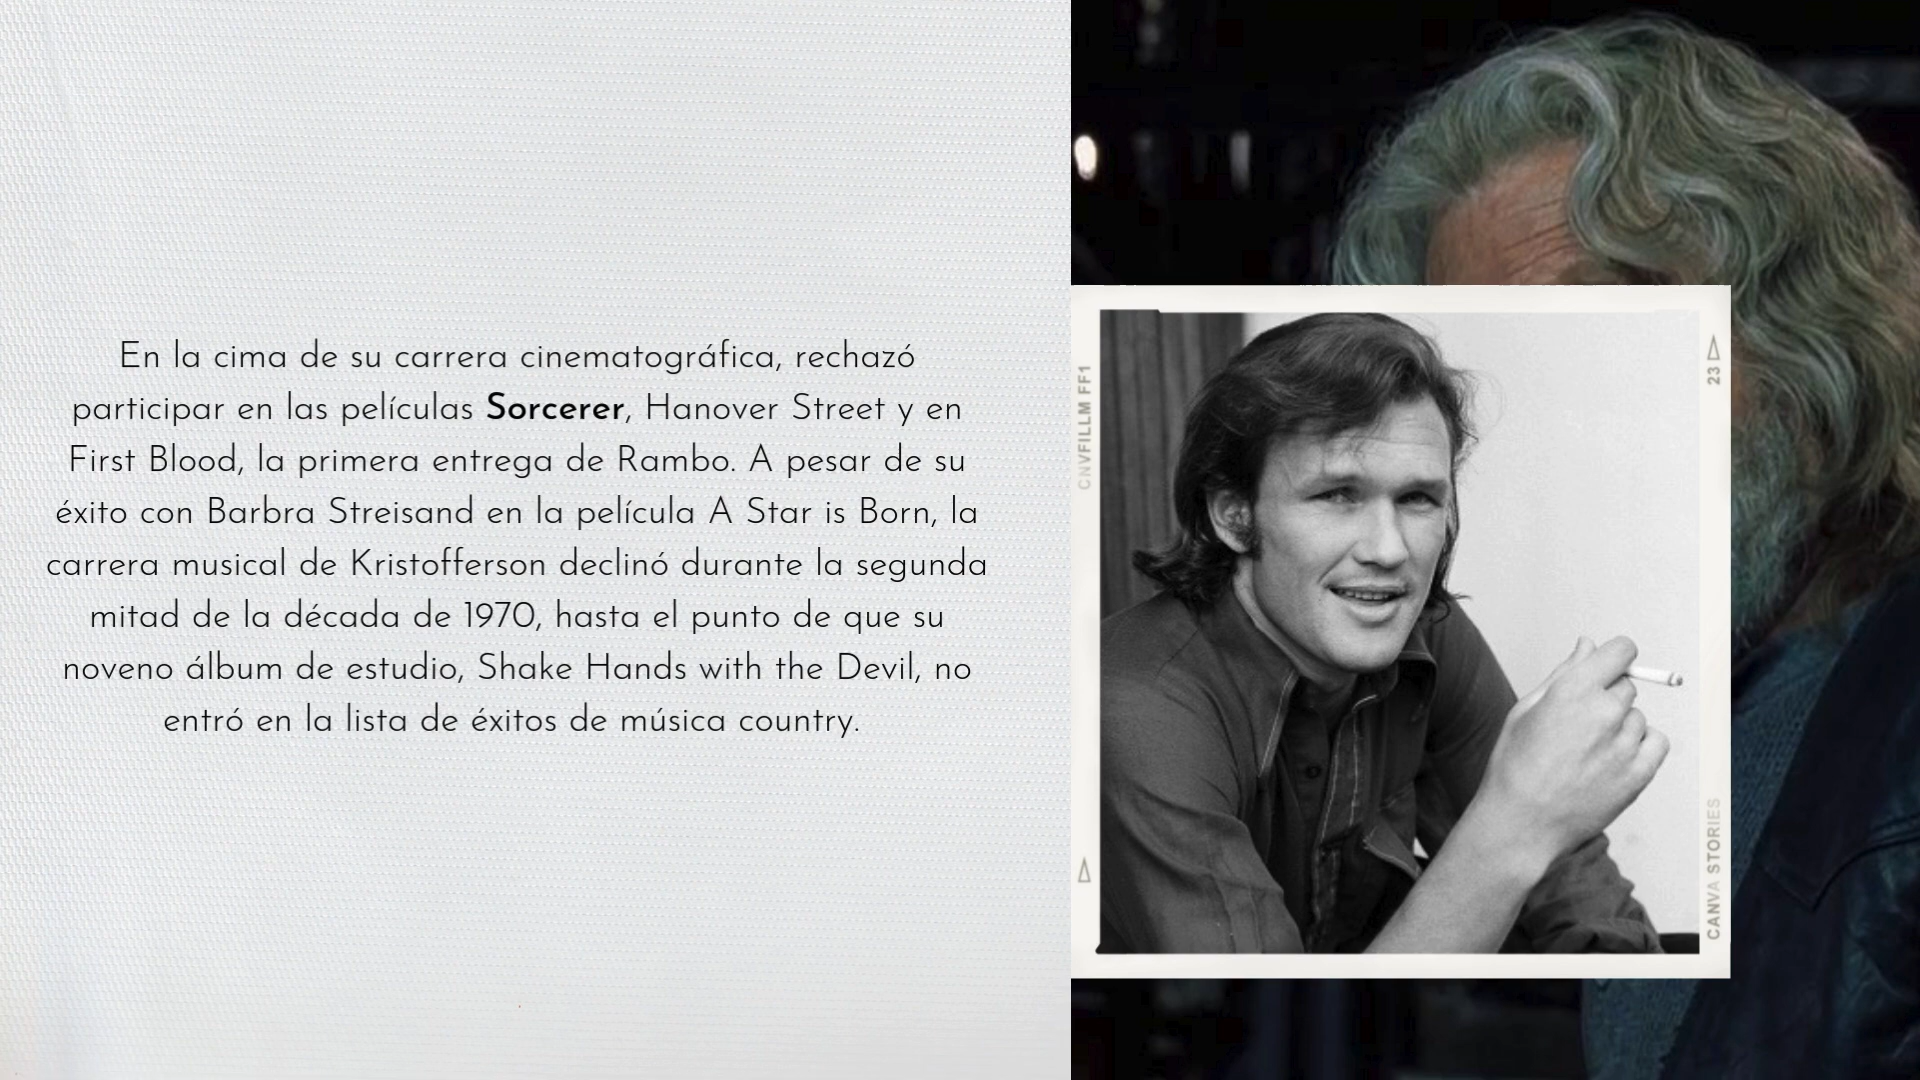 En la cima de su carrera cinematográfica, rechazó
participar en las películas Sorcerer, Hanover Street y en
First Blood, la primera entrega de Rambo. A pesar de su
éxito con Barbra Streisand en la película A Star is Born, la
carrera musical de Kristofferson declinó durante la segunda
mitad de la década de 1970, hasta el punto de que su
noveno álbum de estudio, Shake Hands with the Devil, no
entró en la lista de éxitos de música country.
CNVFILLM FF1
23
CANVA STORIES